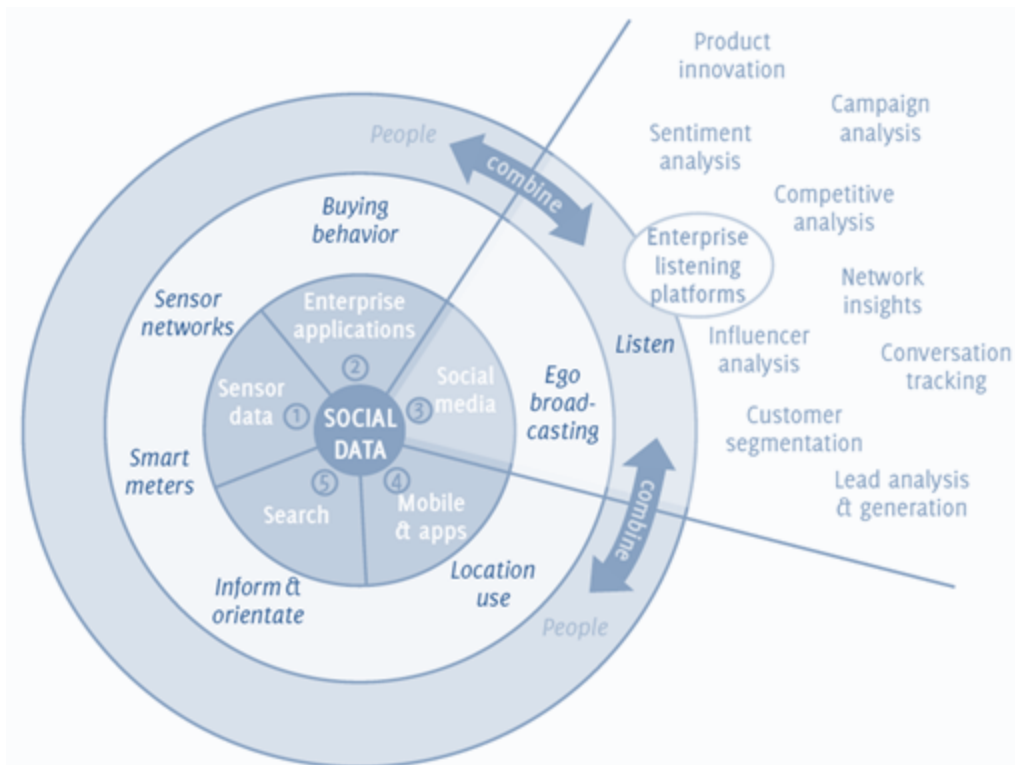 Product
innovation
Campaign
analysis
Sentiment
analysis
Competitive
analysis
Enterprise
listening
platforms
Network
insights
Influencer
analysis
Conversation
tracking
Customer
segmentation
Lead analysis
& generation
People
combine
Listen
combine
People
Buying
behavior
Sensor
networks
Ego
broad-
casting
Smart
meters
Location
use
Inform &
orientate
Enterprise
applications
2
Sensor
data
1
Social
media
3
SOCIAL
DATA
5
Search
4
Mobile
& apps